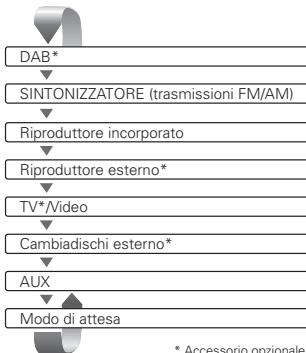 DAB*
SINTONIZZATORE (trasmissioni FM/AM)
Riproduttore incorporato
Riproduttore esterno*
TV*/Video
Cambiadischi esterno*
AUX
Modo di attesa
* Accessorio opzionale